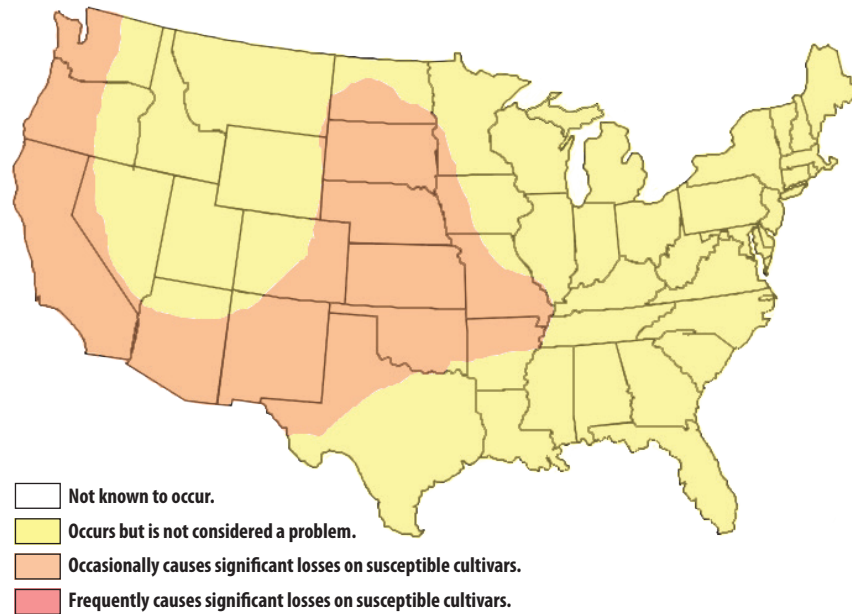 Not known to occur.
Occurs but is not considered a problem.
Occasionally causes significant losses on susceptible cultivars.
Frequently causes significant losses on susceptible cultivars.